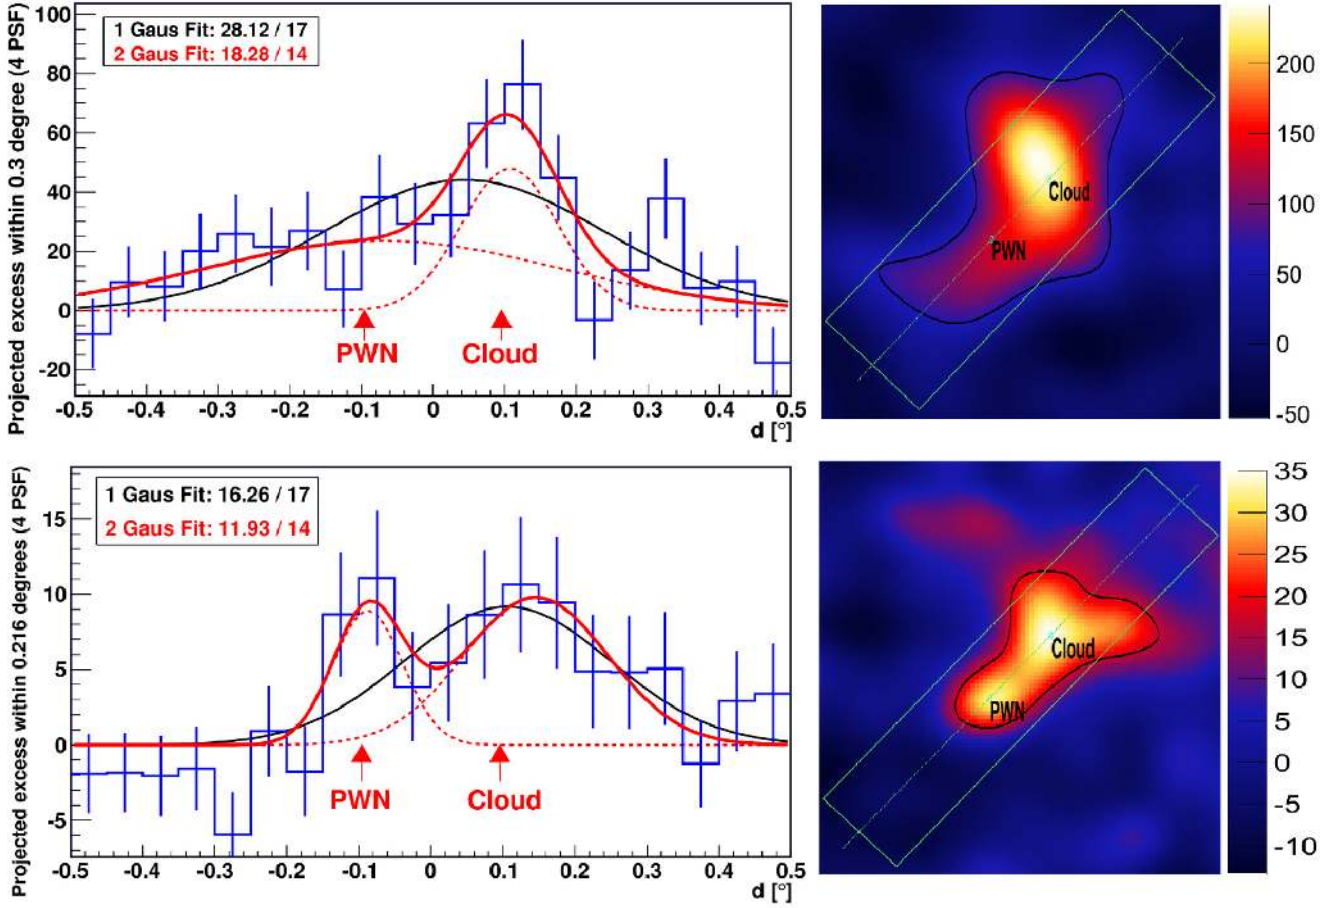 Projected excess within 0.3 degree (4 PSF)
100
80
60
40
20
0
-20
1 Gaus Fit: 28.12 / 17
2 Gaus Fit: 18.28 / 14
PWN
Cloud
-0.5 -0.4 -0.3 -0.2 -0.1 0 0.1 0.2 0.3 0.4 0.5
d [°]
Cloud
PWN
200
150
100
50
0
-50
Projected excess within 0.216 degrees (4 PSF)
15
10
5
0
-5
1 Gaus Fit: 16.26 / 17
2 Gaus Fit: 11.93 / 14
PWN
Cloud
-0.5 -0.4 -0.3 -0.2 -0.1 0 0.1 0.2 0.3 0.4 0.5
d [°]
Cloud
PWN
35
30
25
20
15
10
5
0
-5
-10